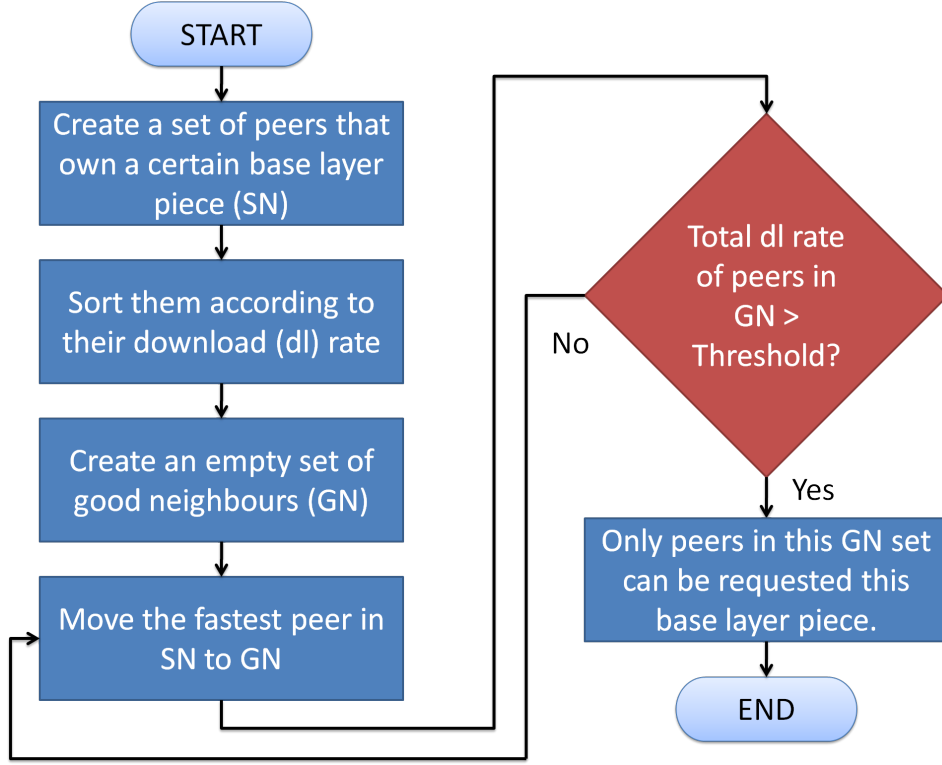 START
Create a set of peers that
own a certain base layer
piece (SN)
Sort them according to
their download (dl) rate
Create an empty set of
good neighbours (GN)
Move the fastest peer in
SN to GN
Total dl rate
of peers in
GN >
Threshold?
No
Yes
Only peers in this GN set
can be requested this
base layer piece.
END